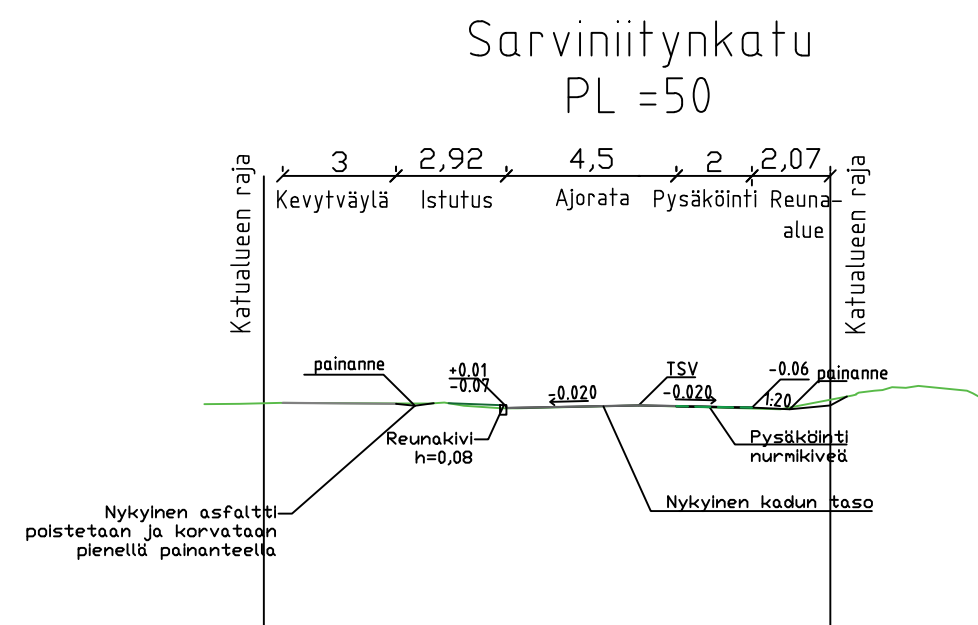 Sarviniitynkatu
PL =50
3
2,92
4,5
2
2,07
Katualueen raja
Kevytväylä
Istutus
Ajorata
Pysäköinti
Reuna-
alue
Katualueen raja
painanne
+0.01
-0.07
-0.020
TSV
-0.020
-0.06
painanne
1:20
Reunakivi
h=0,08
Pysäköinti
nurmikiveä
Nykyinen kadun taso
Nykyinen asfaltti
poistetaan ja korvataan
pienellä painanteella